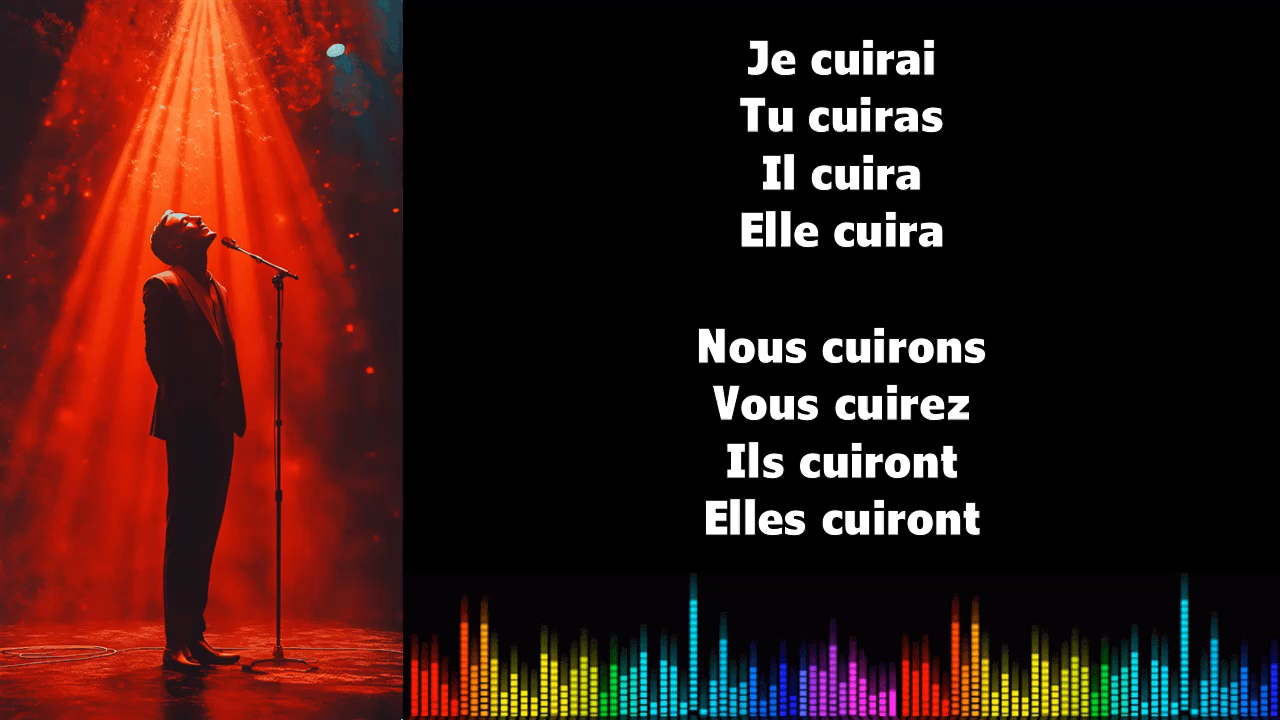 Je cuirai
Tu cuiras
Il cuira
Elle cuira
Nous cuirons
Vous cuirez
Ils cuiront
Elles cuiront